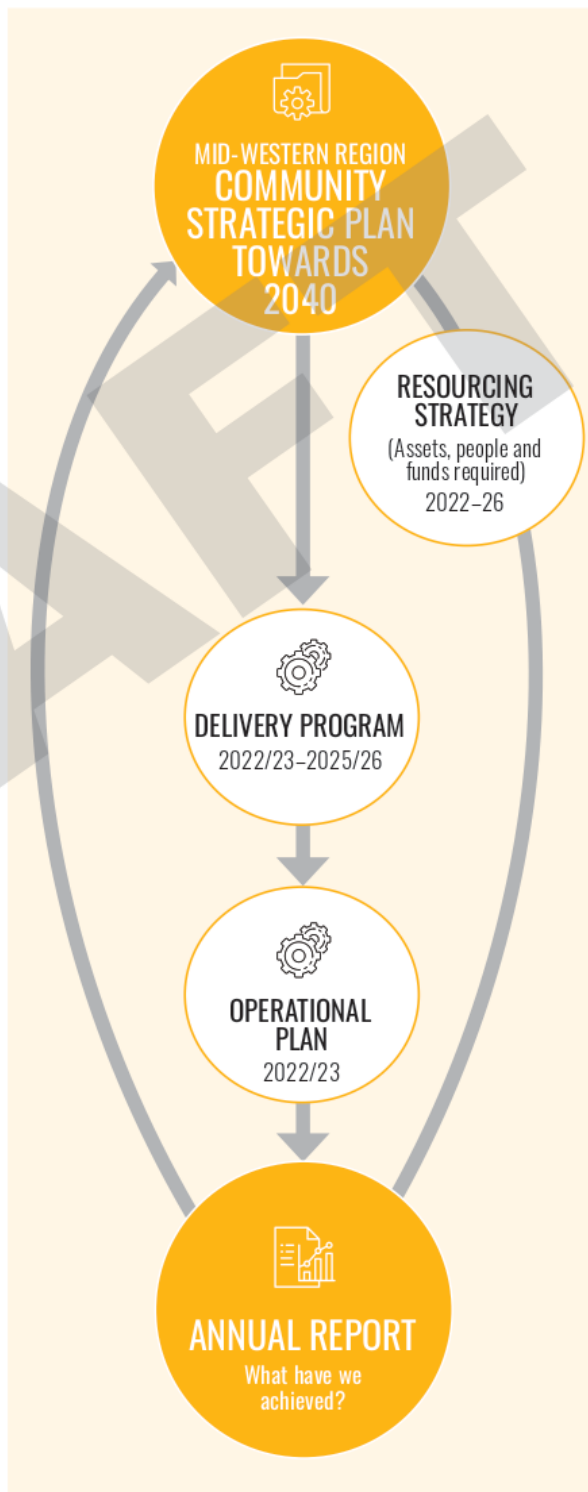 MID-WESTERN REGION
COMMUNITY
STRATEGIC PLAN
TOWARDS
2040
RESOURCING
STRATEGY
(Assets, people and
funds required)
2022–26
DELIVERY PROGRAM
2022/23–2025/26
OPERATIONAL
PLAN
2022/23
ANNUAL REPORT
What have we
achieved?
AFT